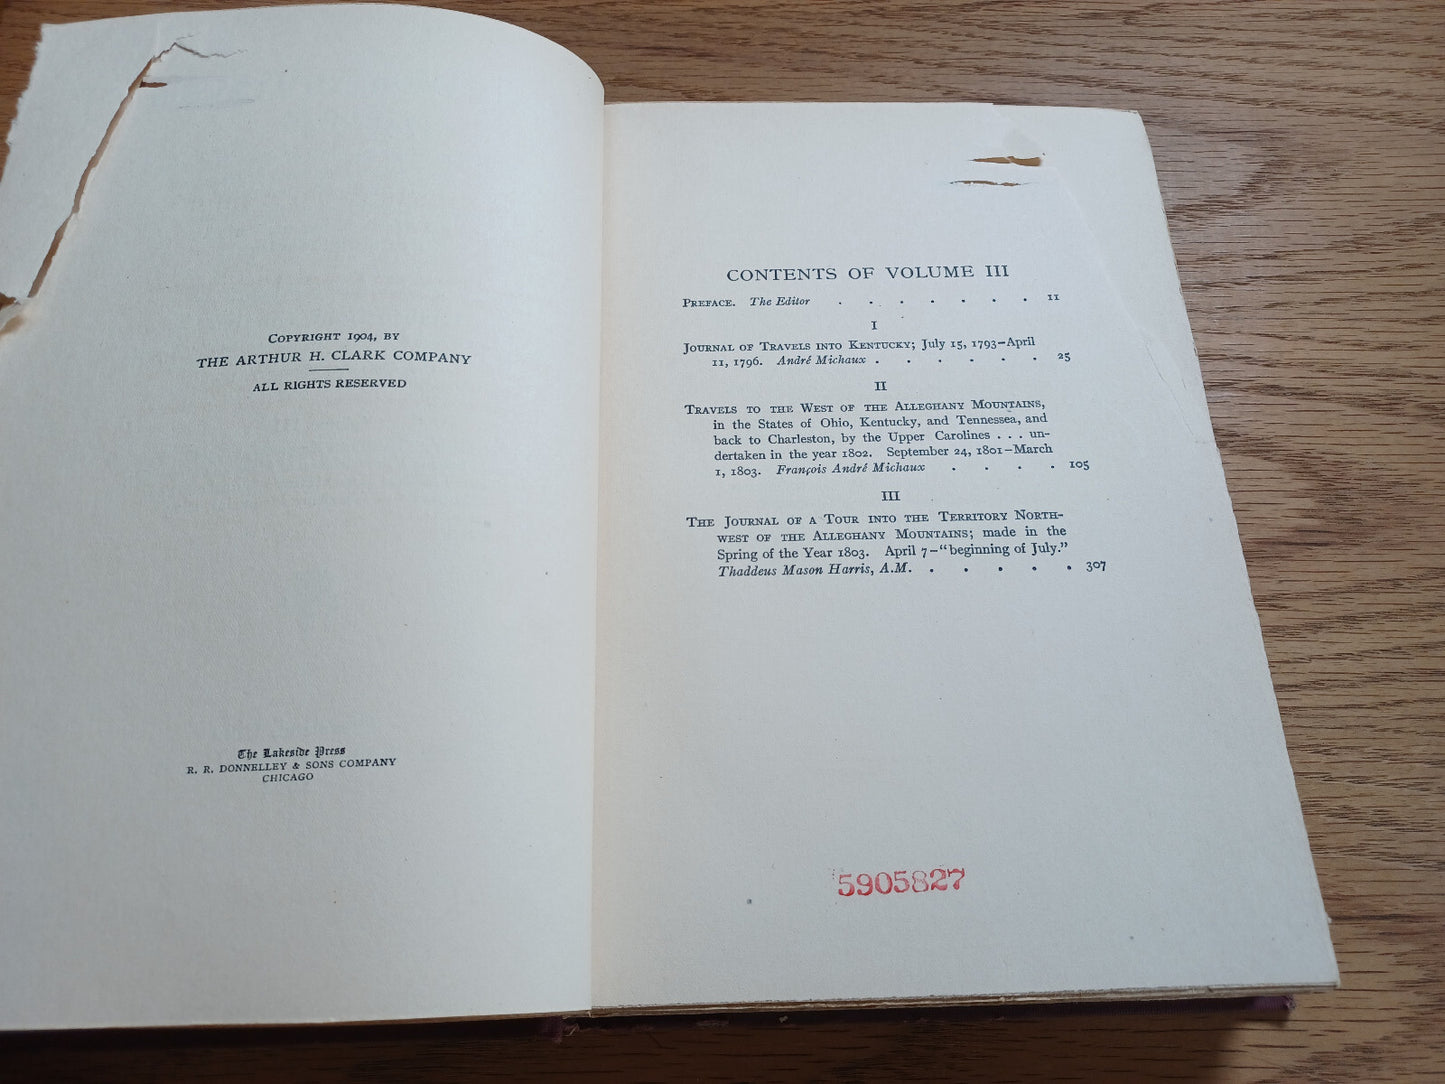 COPYRIGHT 1904, BY
THE ARTHUR H. CLARK COMPANY
ALL RIGHTS RESERVED
The Lakeside Press
R. R. DONNELLEY & SONS COMPANY
CHICAGO
CONTENTS OF VOLUME III
PREFACE. The Editor . . . . . . . 11
I
JOURNAL OF TRAVELS INTO KENTUCKY; July 15, 1793–April
11, 1796. André Michaux . . . . . . 25
II
TRAVELS TO THE WEST OF THE ALLEGHANY MOUNTAINS,
in the States of Ohio, Kentucky, and Tennessea, and
back to Charleston, by the Upper Carolines . . . un-
dertaken in the year 1802. September 24, 1801–March
1, 1803. François André Michaux . . . . 105
III
THE JOURNAL OF A TOUR INTO THE TERRITORY NORTH-
WEST OF THE ALLEGHANY MOUNTAINS; made in the
Spring of the Year 1803. April 7–"beginning of July."
Thaddeus Mason Harris, A.M. . . . . . 307
5905827